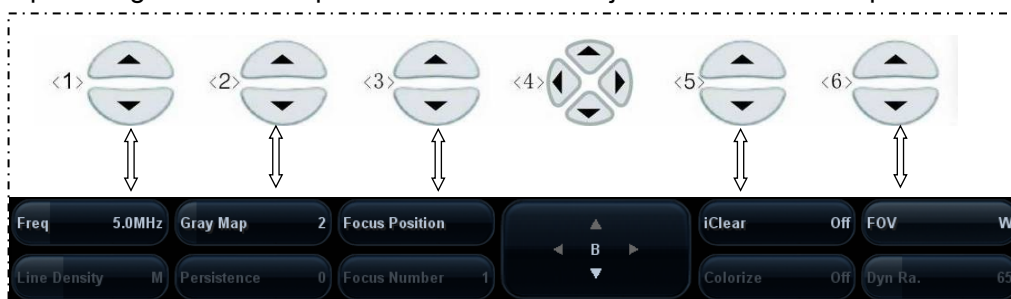 <1> <2> <3> <4> <5> <6>
Freq 5.0MHz Gray Map 2 Focus Position iClear Off FOV W
B
Line Density M Persistence 0 Focus Number 1 Colorize Off Dyn Ra. 65